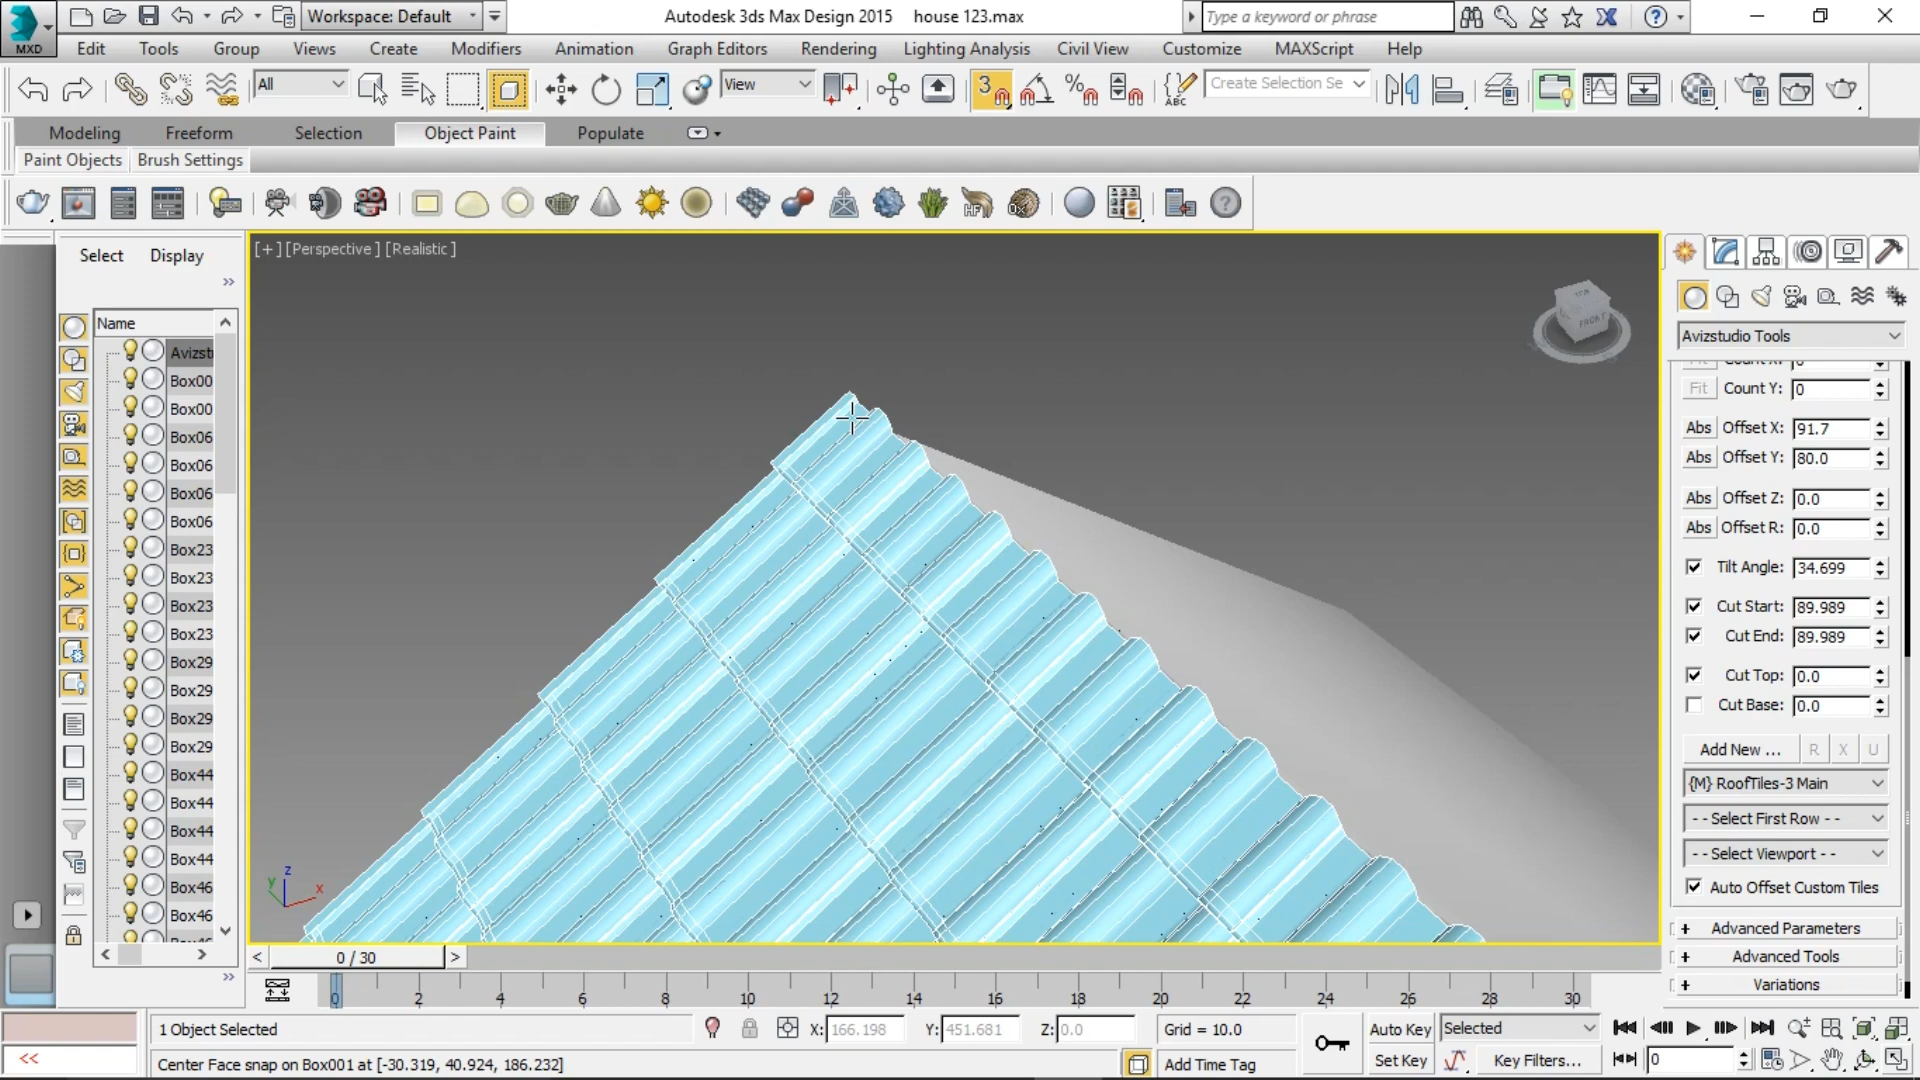 Workspace: Default
Autodesk 3ds Max Design 2015 house 123.max
Type a keyword or phrase
MXD
Edit Tools Group Views Create Modifiers Animation Graph Editors Rendering Lighting Analysis Civil View Customize MAXScript Help
All
View
3
ABC
Create Selection Se
Modeling Freeform Selection Object Paint Populate
Paint Objects Brush Settings
HF
Select Display
[+] [Perspective] [Realistic]
FRONT
Name
Avizst
Box00
Box00
Box06
Box06
Box06
Box06
Box23
Box23
Box23
Box23
Box29
Box29
Box29
Box29
Box44
Box44
Box44
Box44
Box46
Box46
Avizstudio Tools
Fit Count Y: 0
Abs Offset X: 91.7
Abs Offset Y: 80.0
Abs Offset Z: 0.0
Abs Offset R: 0.0
Tilt Angle: 34.699
Cut Start: 89.989
Cut End: 89.989
Cut Top: 0.0
Cut Base: 0.0
Add New ... R X U
{M} RoofTiles-3 Main
- - Select First Row - -
- - Select Viewport - -
Auto Offset Custom Tiles
+ Advanced Parameters
+ Advanced Tools
+ Variations
z
y
x
< 0 / 30 >
0 2 4 6 8 10 12 14 16 18 20 22 24 26 28 30
1 Object Selected
X: 166.198 Y: 451.681 Z: 0.0
Grid = 10.0
Auto Key Selected
<<
Center Face snap on Box001 at [-30.319, 40.924, 186.232]
Add Time Tag
Set Key Key Filters...
0